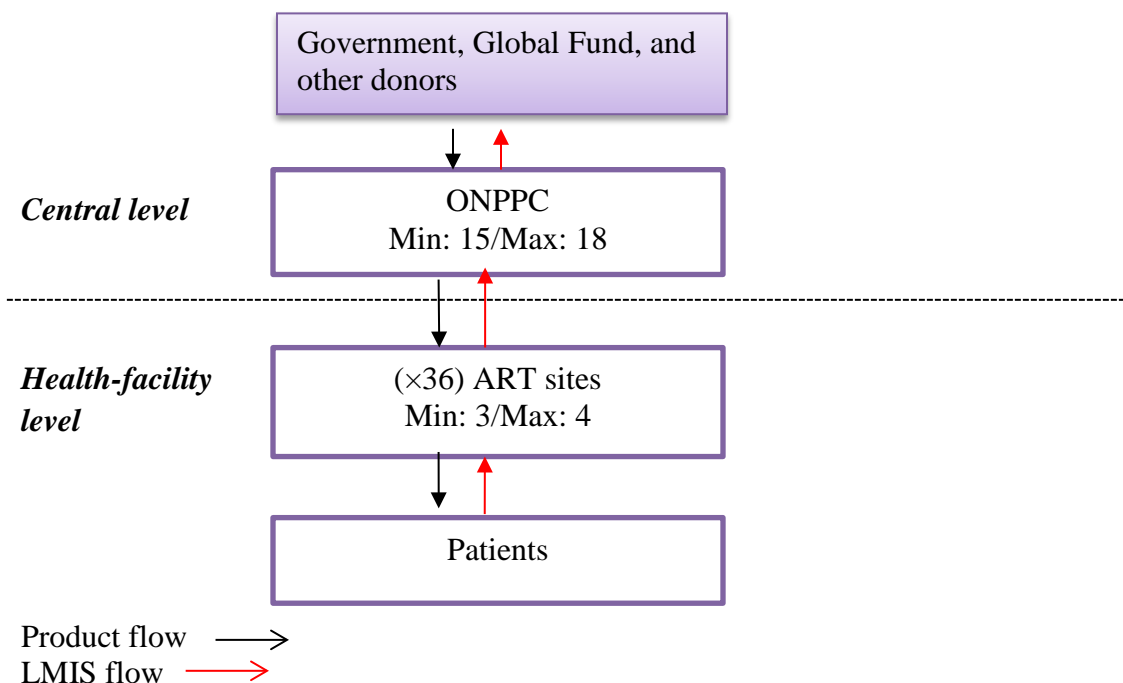 Government, Global Fund, and
other donors
Central level
ONPPC
Min: 15/Max: 18
Health-facility
level
(×36) ART sites
Min: 3/Max: 4
Patients
Product flow
LMIS flow